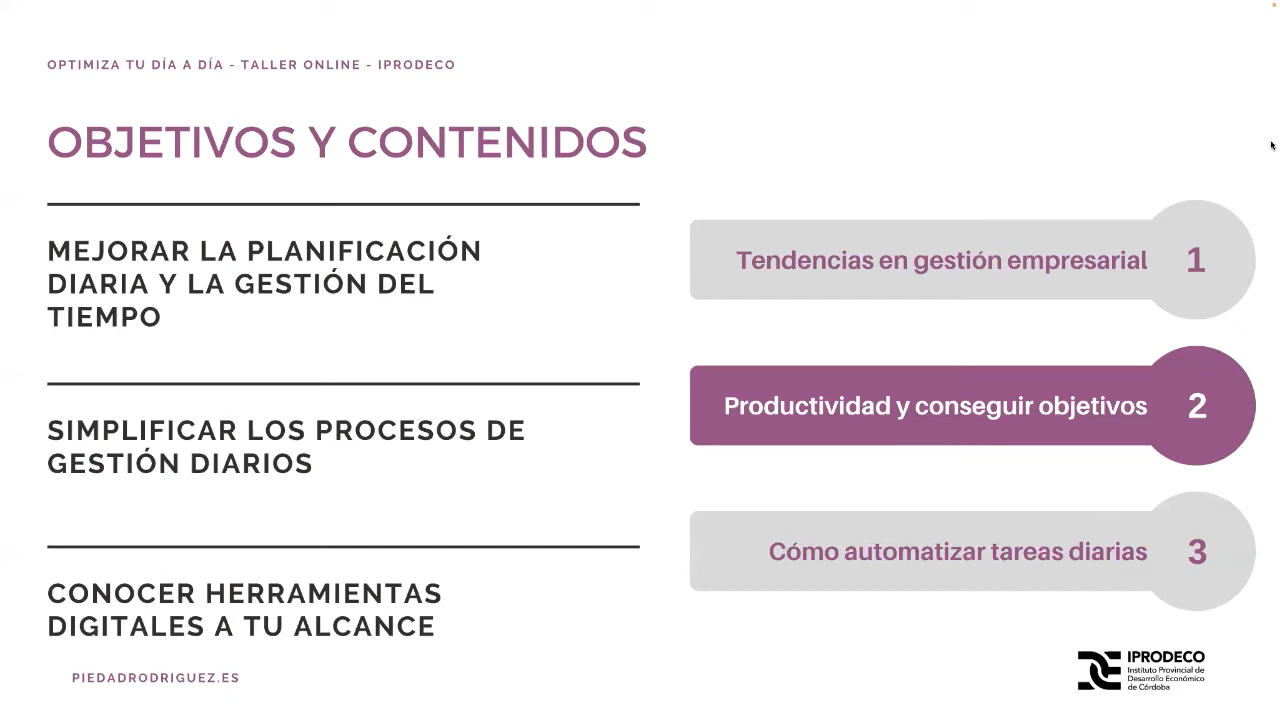 OPTIMIZA TU DÍA A DÍA - TALLER ONLINE - IPRODECO
OBJETIVOS Y CONTENIDOS
MEJORAR LA PLANIFICACIÓN
DIARIA Y LA GESTIÓN DEL
TIEMPO
SIMPLIFICAR LOS PROCESOS DE
GESTIÓN DIARIOS
CONOCER HERRAMIENTAS
DIGITALES A TU ALCANCE
Tendencias en gestión empresarial 1
Productividad y conseguir objetivos 2
Cómo automatizar tareas diarias 3
PIEDADRODRIGUEZ.ES
IPRODECO
Instituto Provincial de
Desarrollo Económico
de Córdoba